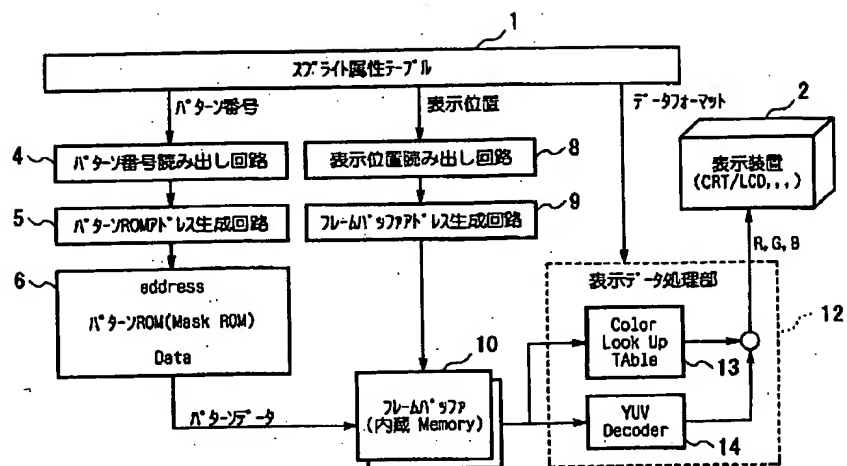 1
スプライト属性テーブル
パターン番号
表示位置
データフォーマット
2
4
パターン番号読み出し回路
表示位置読み出し回路
8
表示装置
(CRT/LCD,,,)
5
パターンROMアドレス生成回路
フレームバッファアドレス生成回路
9
R,G,B
6
address
パターンROM(Mask ROM)
Data
表示データ処理部
12
Color
Look Up
TAble
13
10
フレームバッファ
(内蔵 Memory)
パターンデータ
YUV
Decoder
14